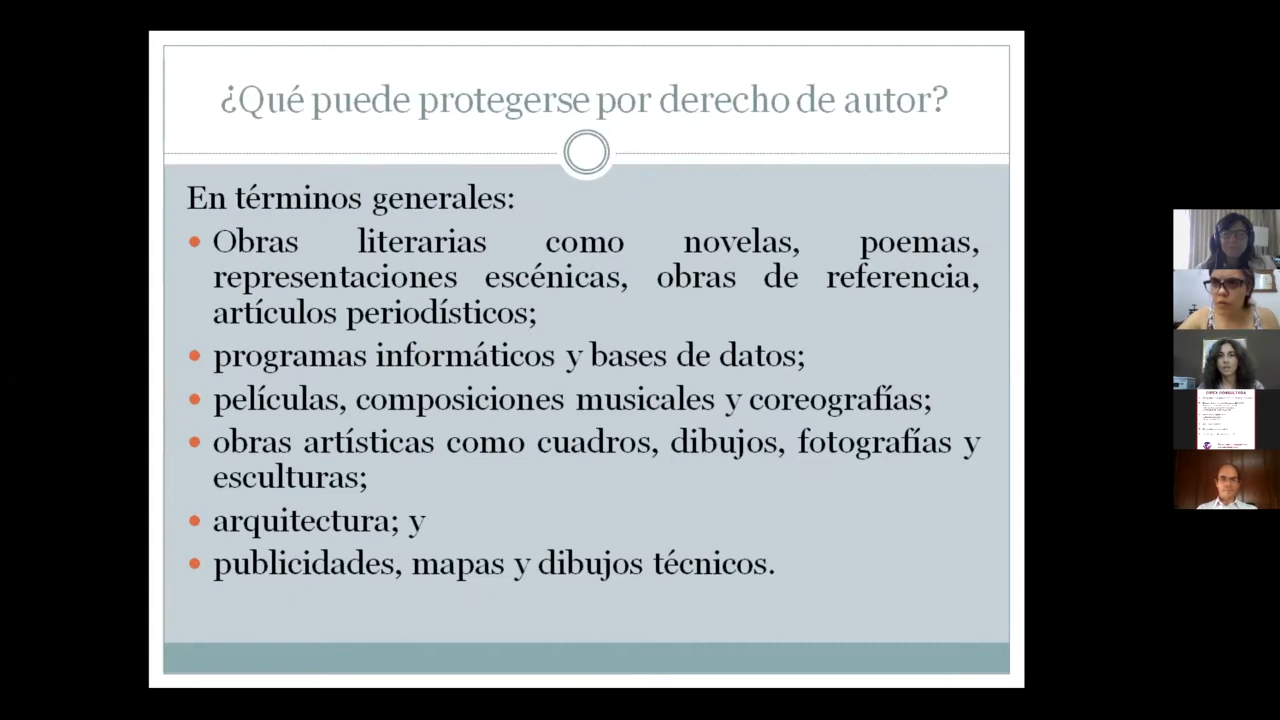 ¿Qué puede protegerse por derecho de autor?
En términos generales:
• Obras literarias como novelas, poemas,
representaciones escénicas, obras de referencia,
artículos periodísticos;
• programas informáticos y bases de datos;
• películas, composiciones musicales y coreografías;
• obras artísticas como cuadros, dibujos, fotografías y
esculturas;
• arquitectura; y
• publicidades, mapas y dibujos técnicos.